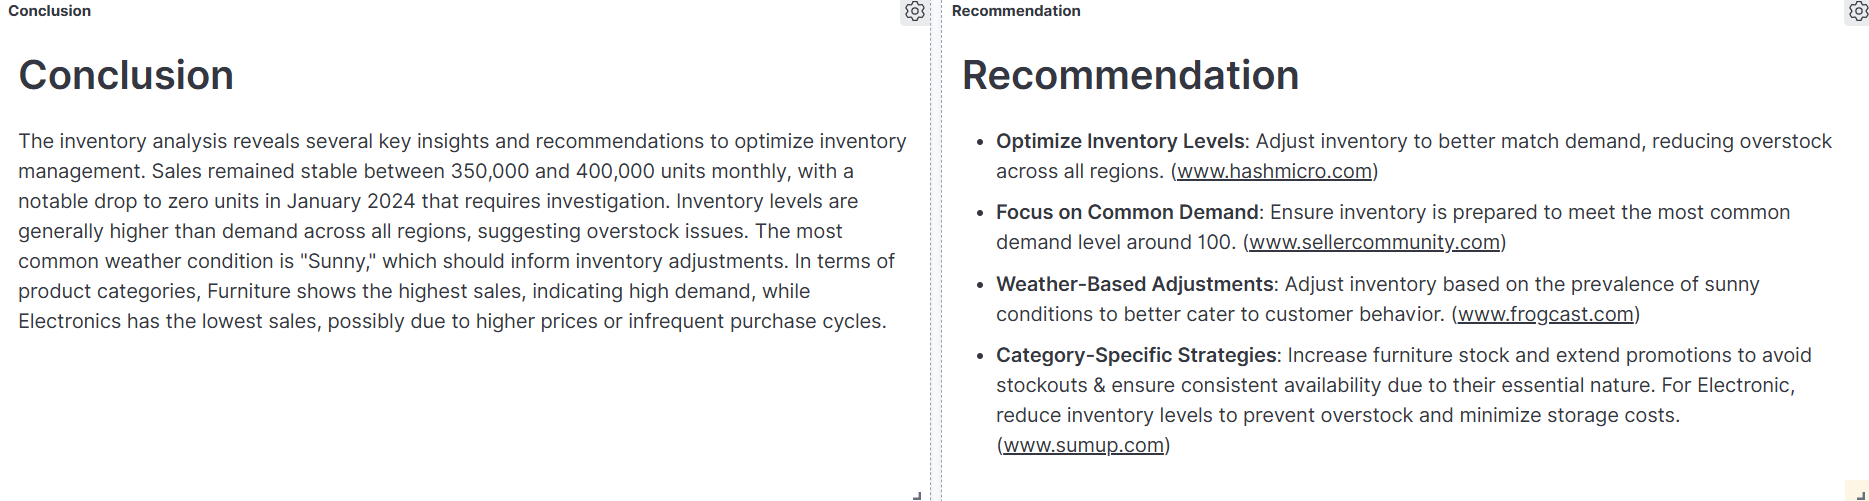 Conclusion
Conclusion
The inventory analysis reveals several key insights and recommendations to optimize inventory
management. Sales remained stable between 350,000 and 400,000 units monthly, with a
notable drop to zero units in January 2024 that requires investigation. Inventory levels are
generally higher than demand across all regions, suggesting overstock issues. The most
common weather condition is "Sunny," which should inform inventory adjustments. In terms of
product categories, Furniture shows the highest sales, indicating high demand, while
Electronics has the lowest sales, possibly due to higher prices or infrequent purchase cycles.
Recommendation
Recommendation
• Optimize Inventory Levels: Adjust inventory to better match demand, reducing overstock
across all regions. (www.hashmicro.com)
• Focus on Common Demand: Ensure inventory is prepared to meet the most common
demand level around 100. (www.sellercommunity.com)
• Weather-Based Adjustments: Adjust inventory based on the prevalence of sunny
conditions to better cater to customer behavior. (www.frogcast.com)
• Category-Specific Strategies: Increase furniture stock and extend promotions to avoid
stockouts & ensure consistent availability due to their essential nature. For Electronic,
reduce inventory levels to prevent overstock and minimize storage costs.
(www.sumup.com)